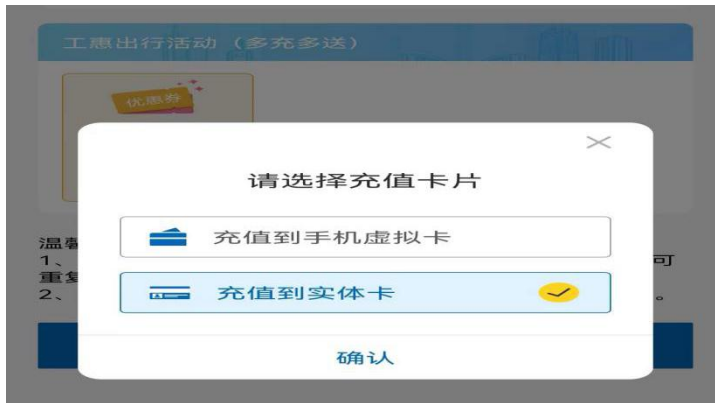 工惠出行活动（多充多送）
优惠券
请选择充值卡片
充值到手机虚拟卡
温馨
1、
可
重复
充值到实体卡
2、
。
确认